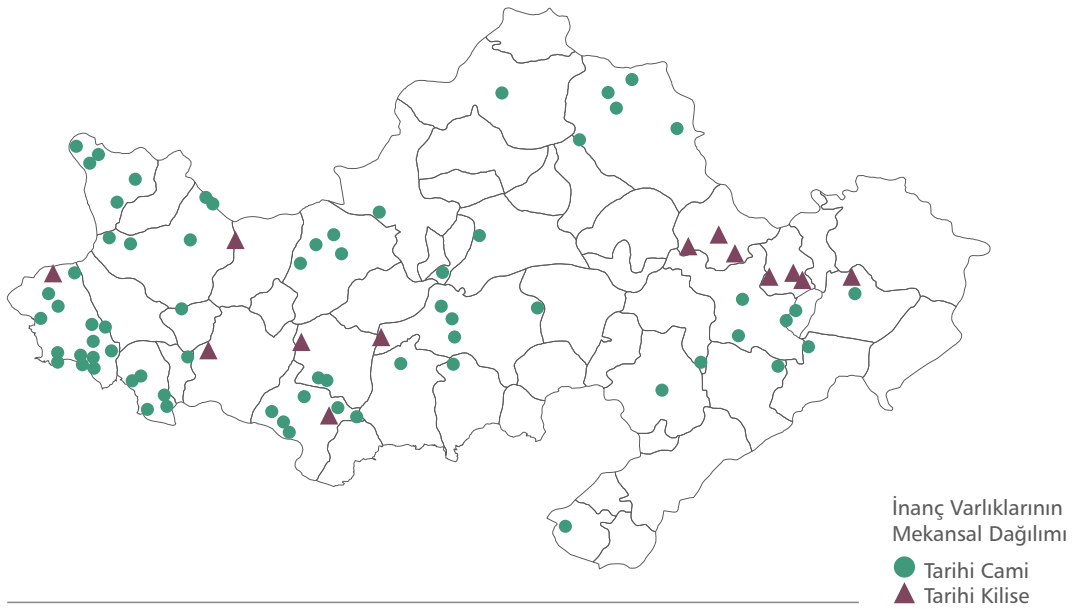 İnanç Varlıklarının
Mekansal Dağılımı
Tarihi Cami
Tarihi Kilise